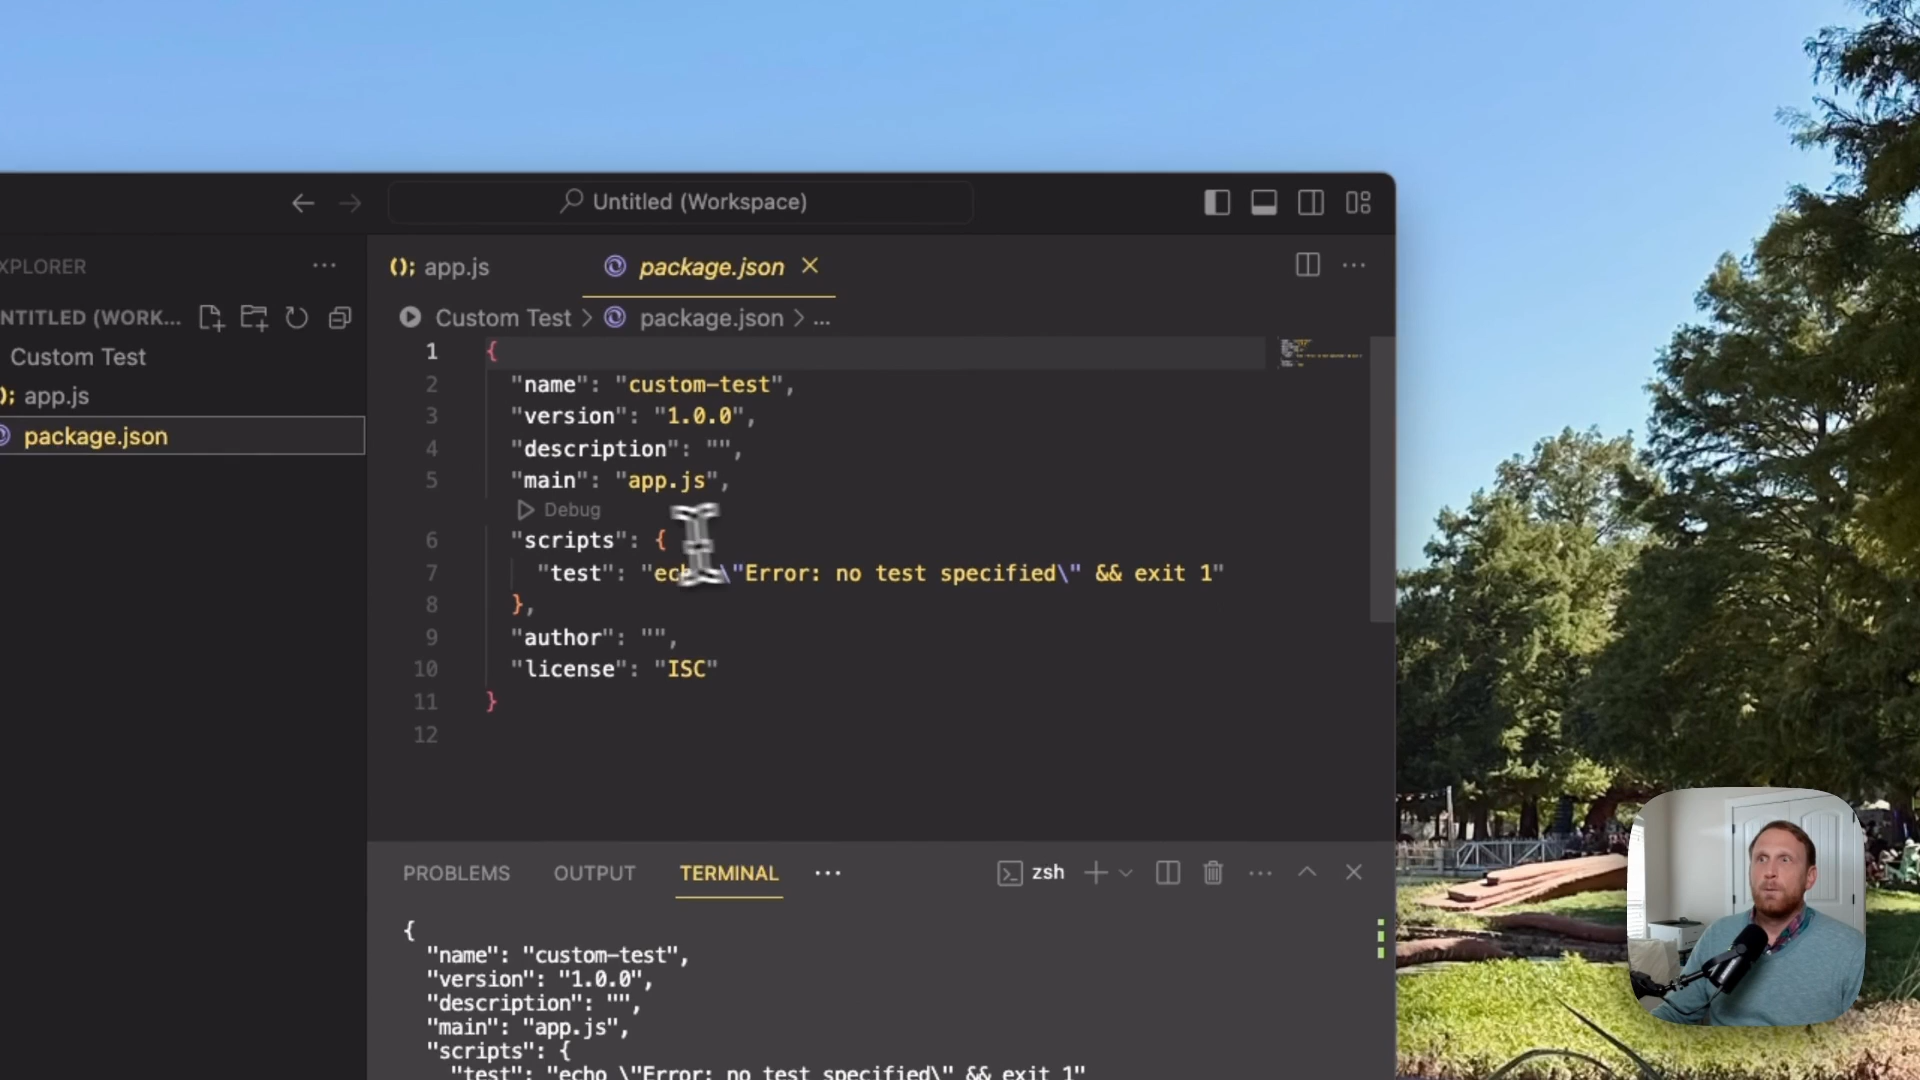 Untitled (Workspace)
XPLORER
NTITLED (WORK...
Custom Test
app.js
package.json
app.js
package.json
Custom Test > package.json > ...
1 {
2 "name": "custom-test",
3 "version": "1.0.0",
4 "description": "",
5 "main": "app.js",
Debug
6 "scripts": {
7 "test": "echo \"Error: no test specified\" && exit 1"
8 },
9 "author": "",
10 "license": "ISC"
11 }
12
PROBLEMS OUTPUT TERMINAL ... zsh
{
"name": "custom-test",
"version": "1.0.0",
"description": "",
"main": "app.js",
"scripts": {
"test": "echo \"Error: no test specified\" && exit 1"